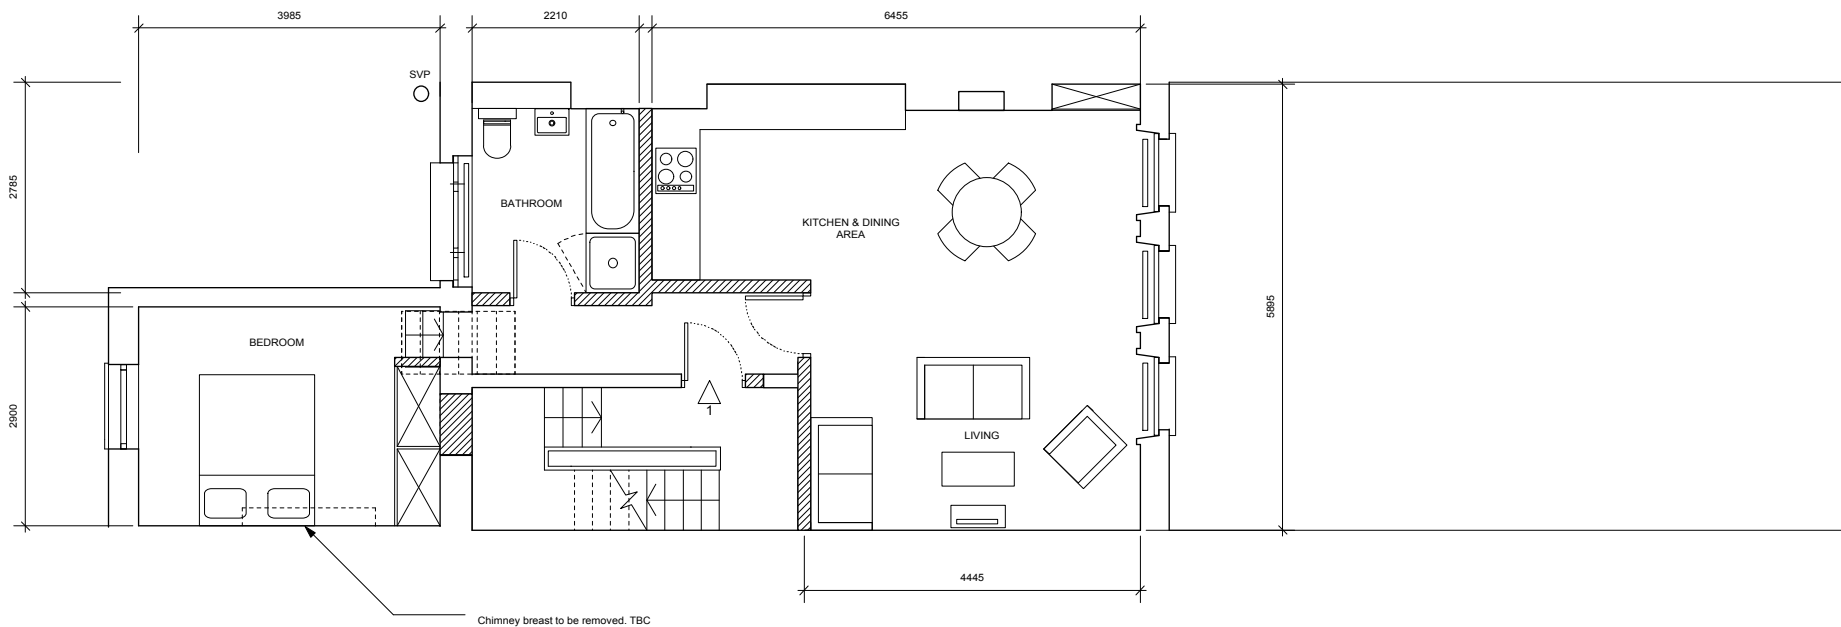 3985
2210
6455
SVP
2785
BATHROOM
KITCHEN & DINING
AREA
5895
BEDROOM
2900
1
LIVING
4445
Chimney breast to be removed. TBC